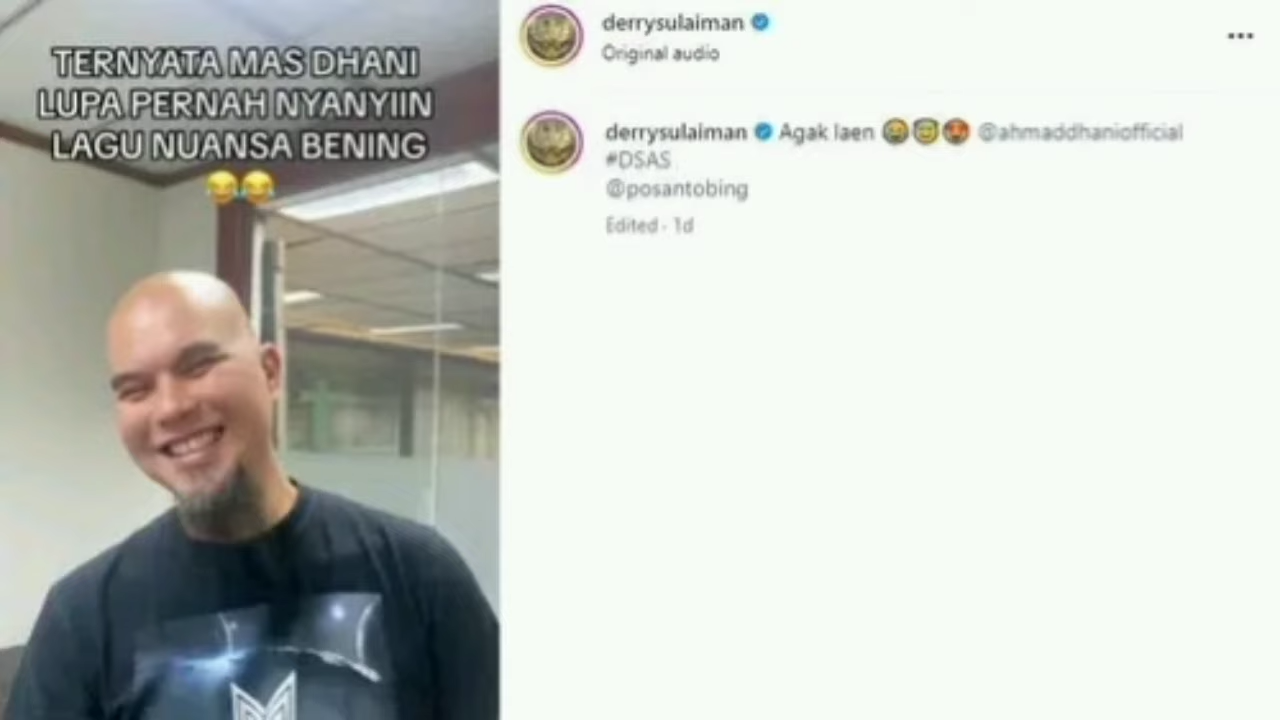 TERNYATA MAS DHANI
LUPA PERNAH NYANYIIN
LAGU NUANSA BENING
😂😂
derrysulaiman
Original audio
derrysulaiman Agak laen 😂😇🥵 @ahmaddhaniofficial
#DSAS
@posantobing
Edited · 1d